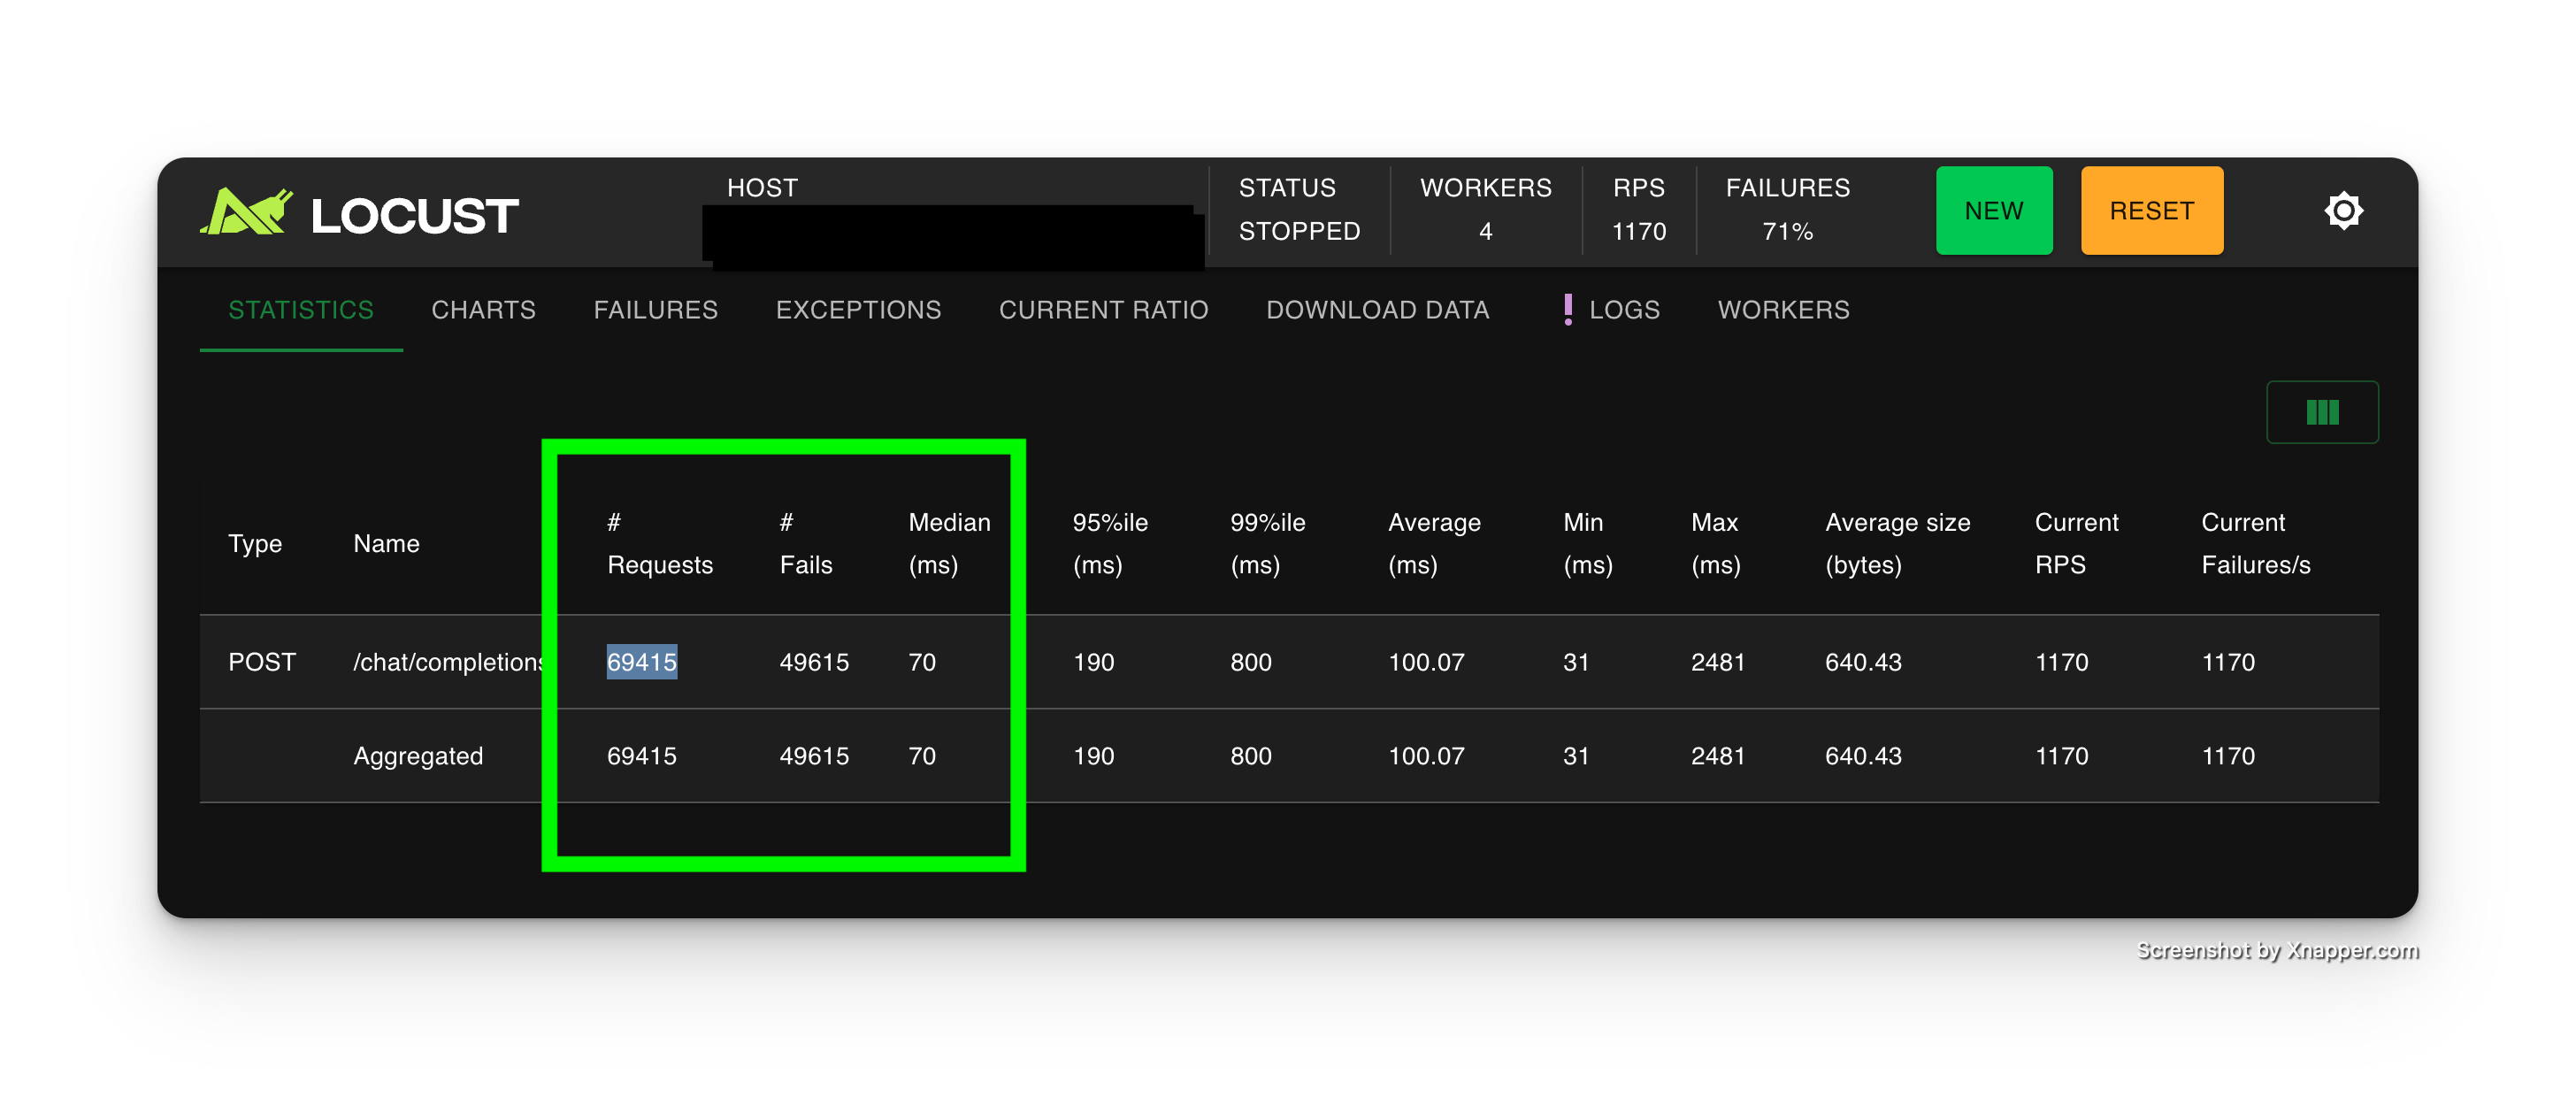 LOCUST
HOST
STATUS
STOPPED
WORKERS
4
RPS
1170
FAILURES
71%
NEW
RESET
STATISTICS
CHARTS
FAILURES
EXCEPTIONS
CURRENT RATIO
DOWNLOAD DATA
! LOGS
WORKERS
Type
Name
# Requests
# Fails
Median (ms)
95%ile (ms)
99%ile (ms)
Average (ms)
Min (ms)
Max (ms)
Average size (bytes)
Current RPS
Current Failures/s
POST /chat/completions 69415 49615 70 190 800 100.07 31 2481 640.43 1170 1170
Aggregated 69415 49615 70 190 800 100.07 31 2481 640.43 1170 1170
Screenshot by Xnapper.com